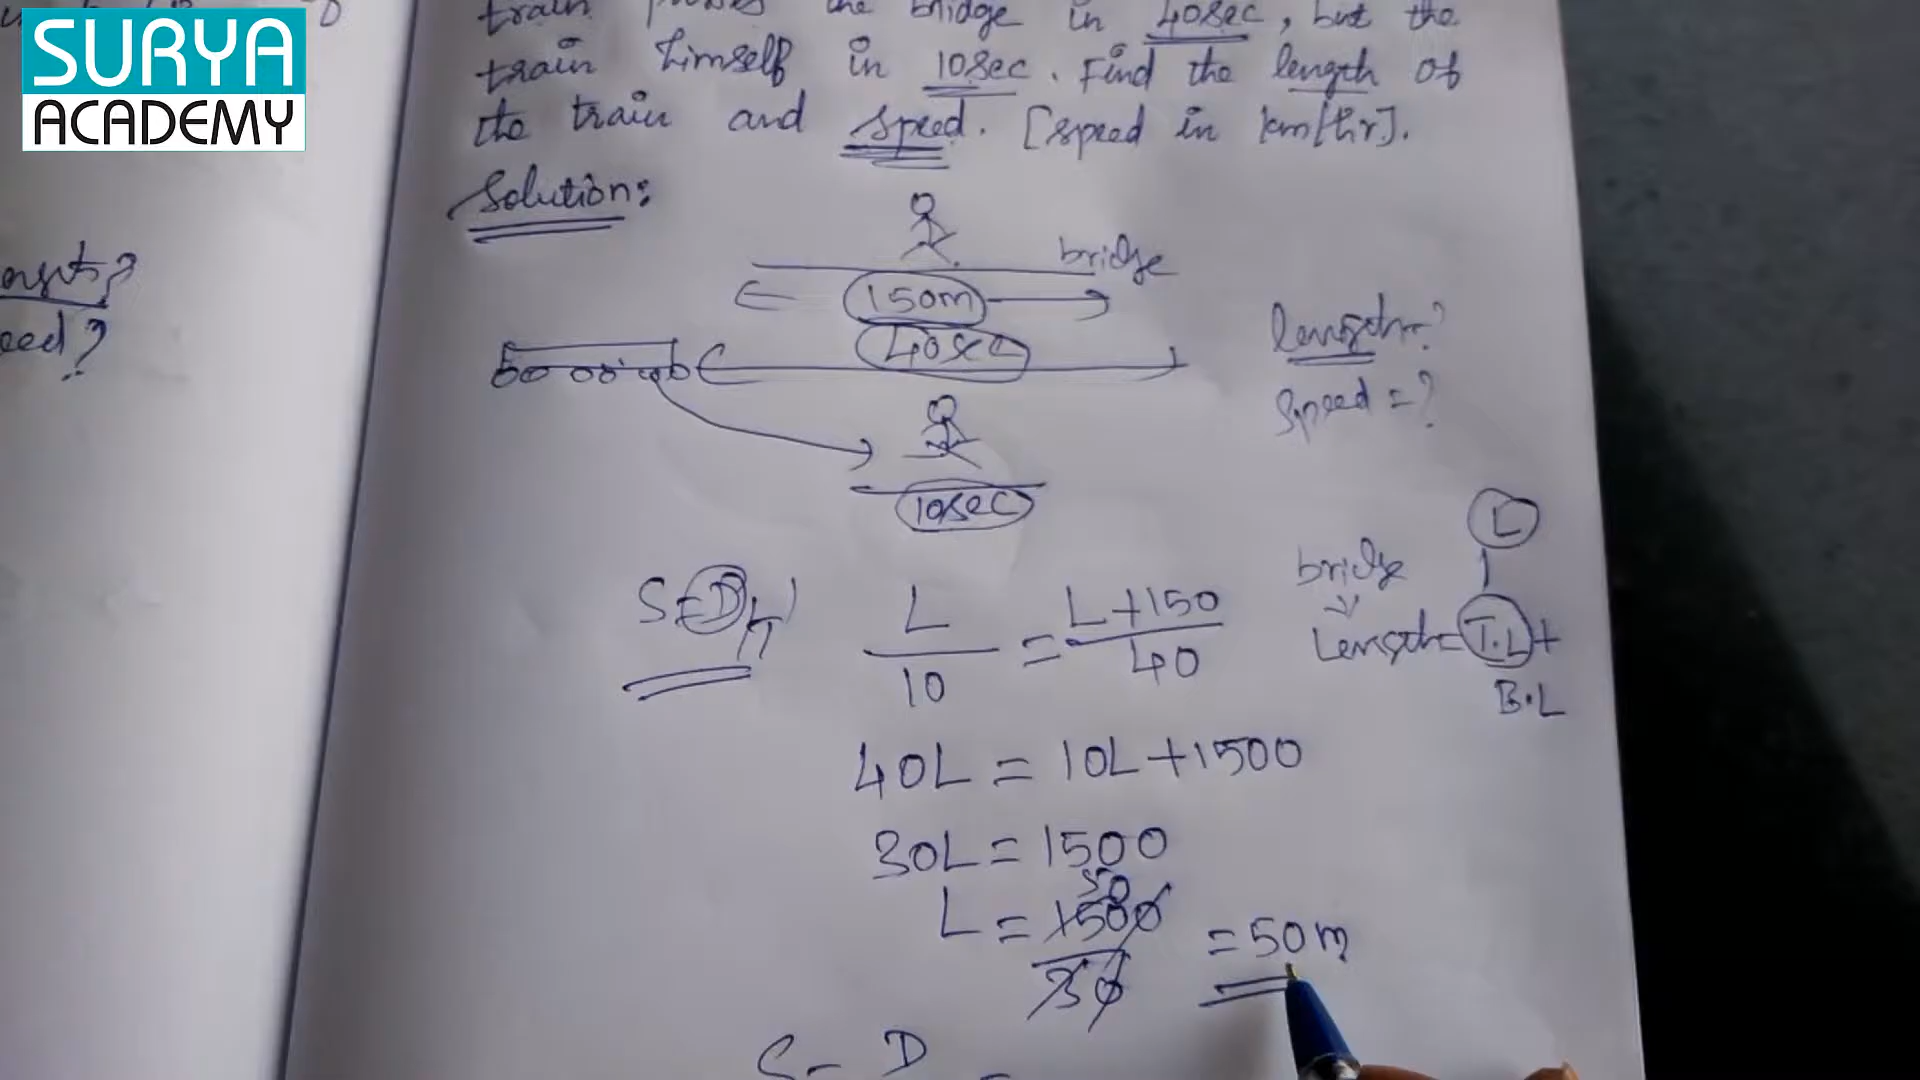 SURYA
ACADEMY
train passes the bridge in 40sec, but the
train himself in 10sec. Find the length of
the train and speed. [speed in km/hr].
Solution:
bridge
150m
40sec
length=?
speed=?
10sec
eed?
S=D/T
L/10 = L+150/40
bridge
L
Length=T.L+
B.L
40L = 10L+1500
30L = 1500
50
L = 1500/30 = 50m
S = D =